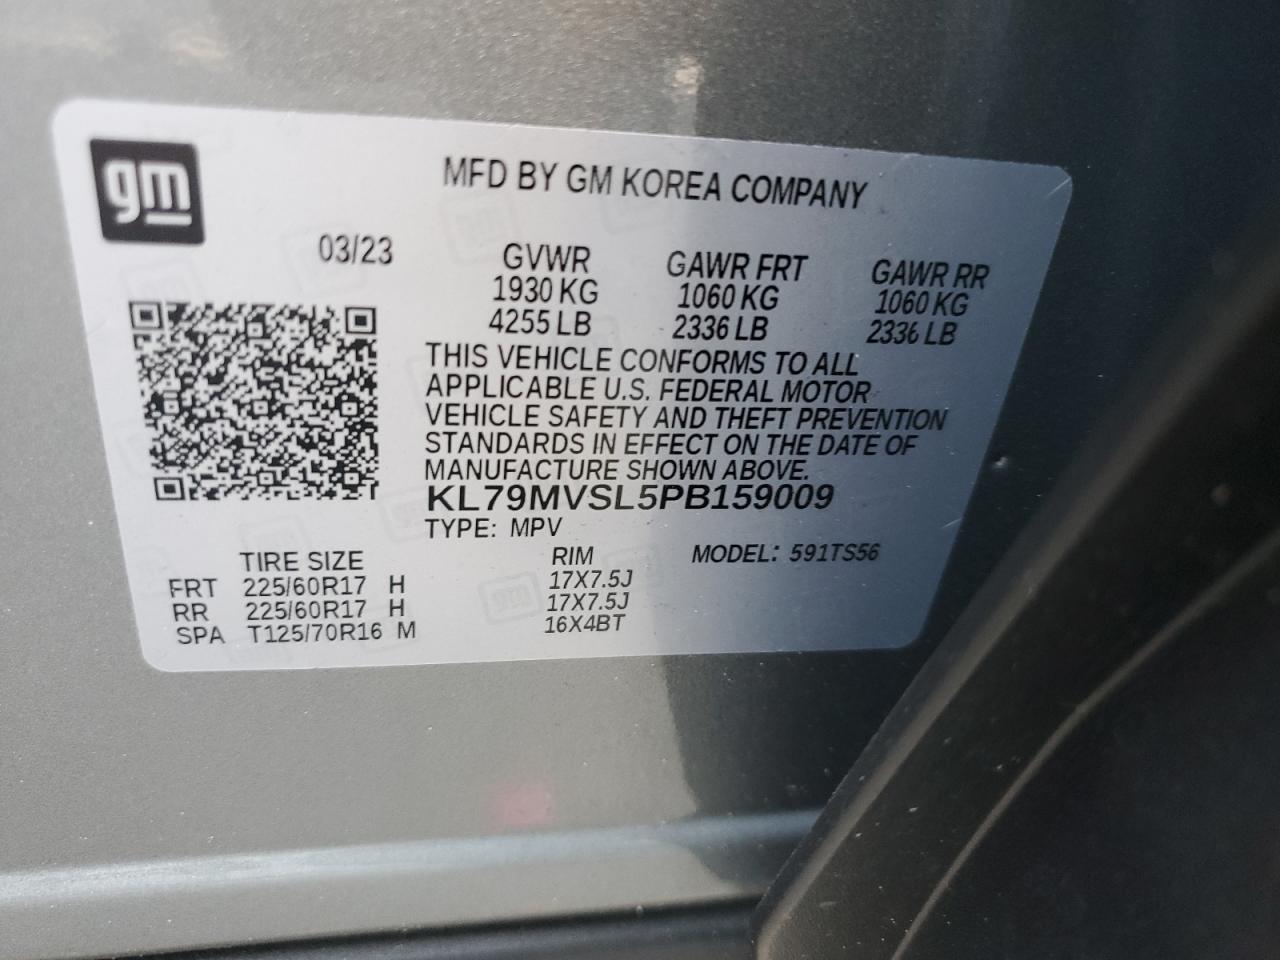 gm
MFD BY GM KOREA COMPANY
03/23 GVWR GAWR FRT GAWR RR
1930 KG 1060 KG 1060 KG
4255 LB 2336 LB 2336 LB
THIS VEHICLE CONFORMS TO ALL
APPLICABLE U.S. FEDERAL MOTOR
VEHICLE SAFETY AND THEFT PREVENTION
STANDARDS IN EFFECT ON THE DATE OF
MANUFACTURE SHOWN ABOVE.
KL79MVSL5PB159009
TYPE: MPV
TIRE SIZE RIM MODEL: 591TS56
FRT 225/60R17 H 17X7.5J
RR 225/60R17 H 17X7.5J
SPA T125/70R16 M 16X4BT